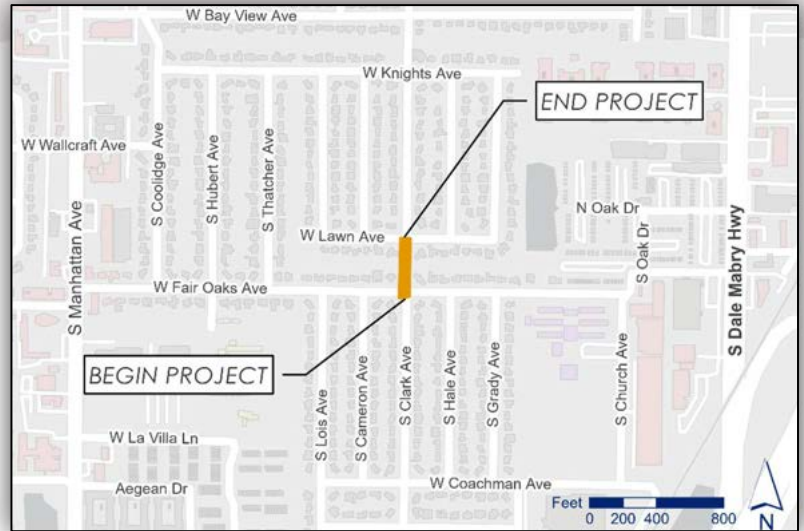 W Bay View Ave
W Knights Ave
END PROJECT
W Wallcraft Ave
S Coolidge Ave
S Hubert Ave
S Thatcher Ave
N Oak Dr
S Manhattan Ave
W Lawn Ave
S Oak Dr
S Dale Mabry Hwy
W Fair Oaks Ave
BEGIN PROJECT
S Lois Ave
S Cameron Ave
S Clark Ave
S Hale Ave
S Grady Ave
S Church Ave
W La Villa Ln
Aegean Dr
W Coachman Ave
Feet
0 200 400 800
N